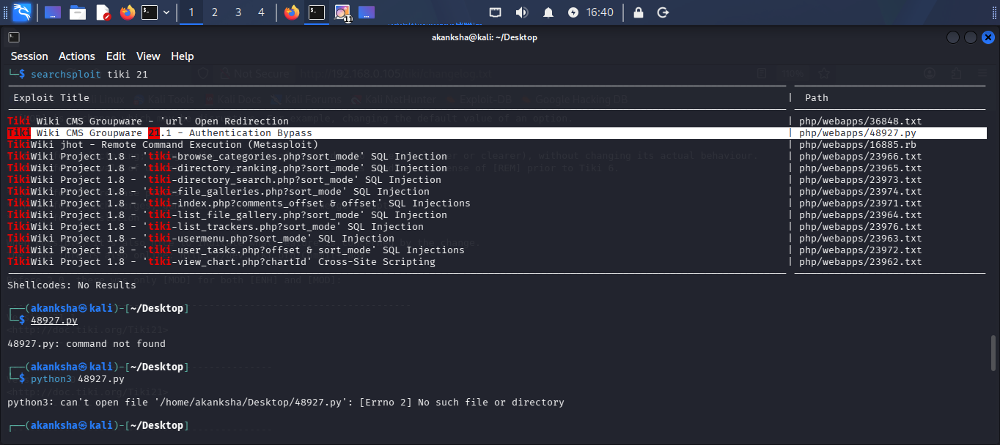 1 2 3 4 11 16:40
akanksha@kali: ~/Desktop
Session Actions Edit View Help
└─$ searchsploit tiki 21
Exploit Title | Path
Tiki Wiki CMS Groupware - 'url' Open Redirection | php/webapps/36848.txt
Tiki Wiki CMS Groupware 21.1 - Authentication Bypass | php/webapps/48927.py
TikiWiki jhot - Remote Command Execution (Metasploit) | php/webapps/16885.rb
TikiWiki Project 1.8 - 'tiki-browse_categories.php?sort_mode' SQL Injection | php/webapps/23966.txt
TikiWiki Project 1.8 - 'tiki-directory_ranking.php?sort_mode' SQL Injection | php/webapps/23965.txt
TikiWiki Project 1.8 - 'tiki-directory_search.php?sort_mode' SQL Injection | php/webapps/23973.txt
TikiWiki Project 1.8 - 'tiki-file_galleries.php?sort_mode' SQL Injection | php/webapps/23974.txt
TikiWiki Project 1.8 - 'tiki-index.php?comments_offset & offset' SQL Injections | php/webapps/23971.txt
TikiWiki Project 1.8 - 'tiki-list_file_gallery.php?sort_mode' SQL Injection | php/webapps/23964.txt
TikiWiki Project 1.8 - 'tiki-list_trackers.php?sort_mode' SQL Injection | php/webapps/23976.txt
TikiWiki Project 1.8 - 'tiki-usermenu.php?sort_mode' SQL Injection | php/webapps/23963.txt
TikiWiki Project 1.8 - 'tiki-user_tasks.php?offset & sort_mode' SQL Injections | php/webapps/23972.txt
TikiWiki Project 1.8 - 'tiki-view_chart.php?chartId' Cross-Site Scripting | php/webapps/23962.txt
Shellcodes: No Results
┌──(akanksha㉿kali)-[~/Desktop]
└─$ 48927.py
48927.py: command not found
┌──(akanksha㉿kali)-[~/Desktop]
└─$ python3 48927.py
python3: can't open file '/home/akanksha/Desktop/48927.py': [Errno 2] No such file or directory
┌──(akanksha㉿kali)-[~/Desktop]